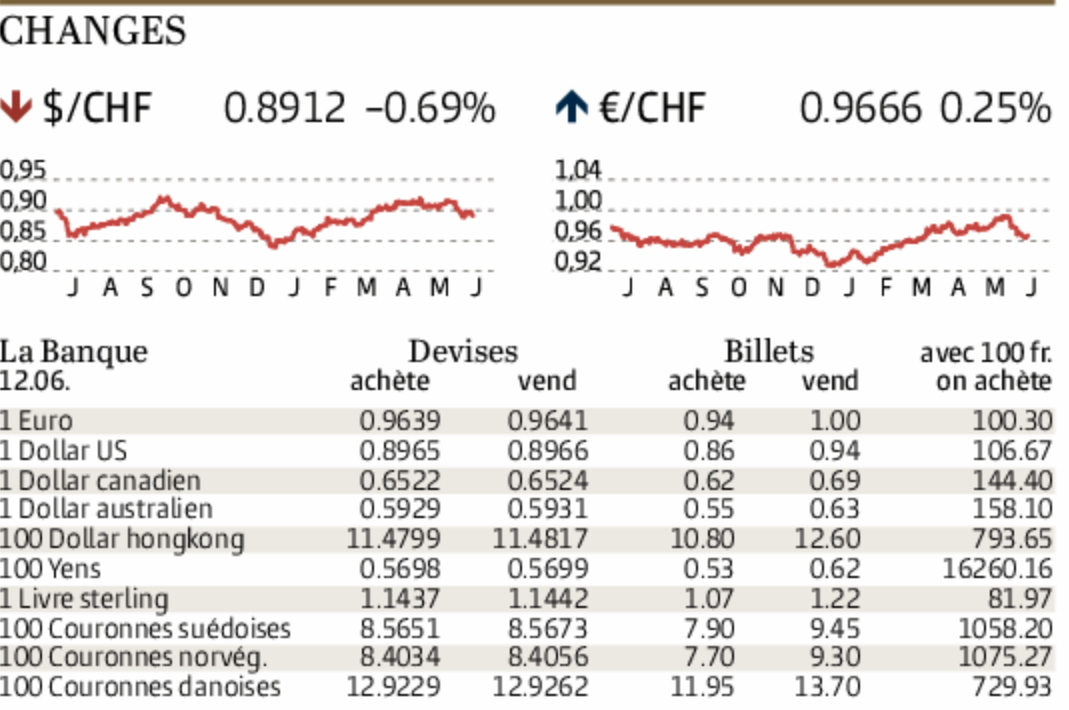 CHANGES
$/CHF 0.8912 –0.69%
€/CHF 0.9666 0.25%
0,95
0,90
0,85
0,80
J A S O N D J F M A M J
1,04
1,00
0,96
0,92
J A S O N D J F M A M J
La Banque Devises Billets avec 100 fr.
12.06. achète vend achète vend on achète
1 Euro 0.9639 0.9641 0.94 1.00 100.30
1 Dollar US 0.8965 0.8966 0.86 0.94 106.67
1 Dollar canadien 0.6522 0.6524 0.62 0.69 144.40
1 Dollar australien 0.5929 0.5931 0.55 0.63 158.10
100 Dollar hongkong 11.4799 11.4817 10.80 12.60 793.65
100 Yens 0.5698 0.5699 0.53 0.62 16260.16
1 Livre sterling 1.1437 1.1442 1.07 1.22 81.97
100 Couronnes suédoises 8.5651 8.5673 7.90 9.45 1058.20
100 Couronnes norvég. 8.4034 8.4056 7.70 9.30 1075.27
100 Couronnes danoises 12.9229 12.9262 11.95 13.70 729.93